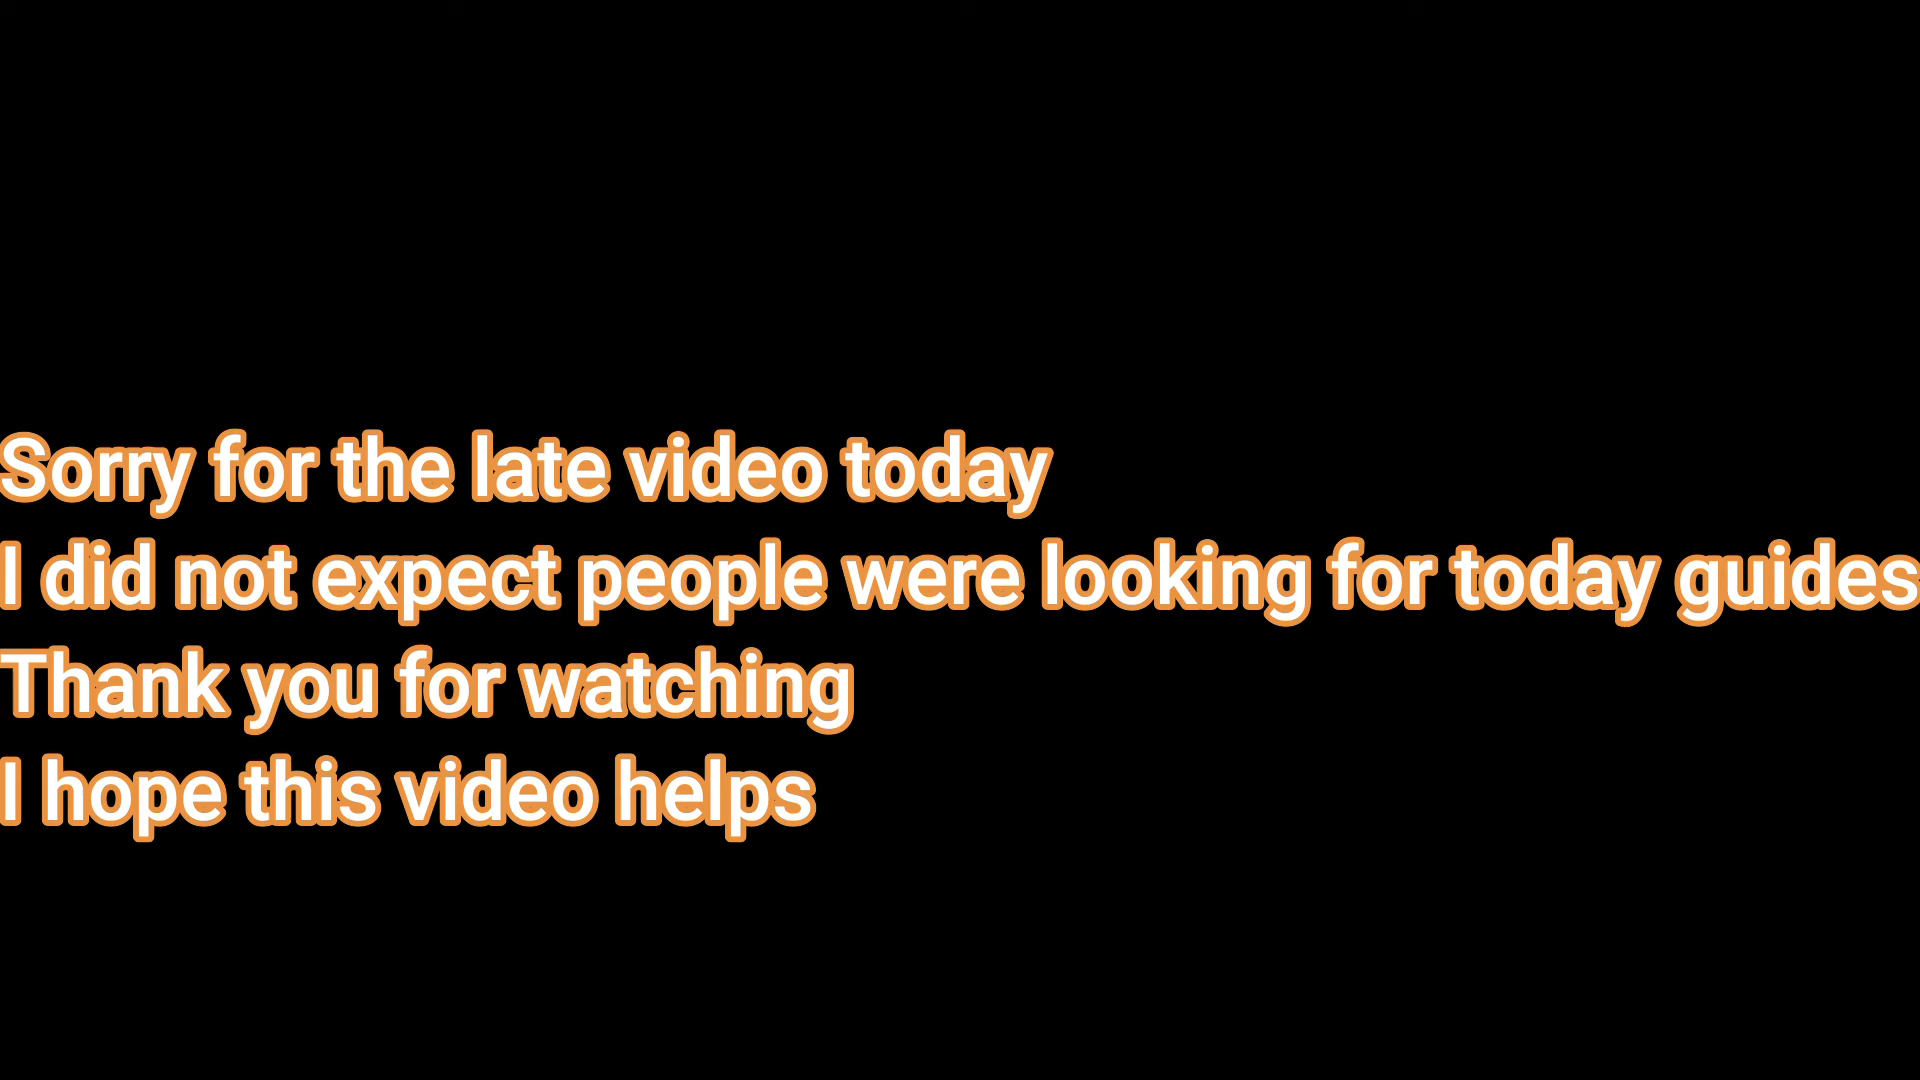 Sorry for the late video today
I did not expect people were looking for today guides
Thank you for watching
I hope this video helps